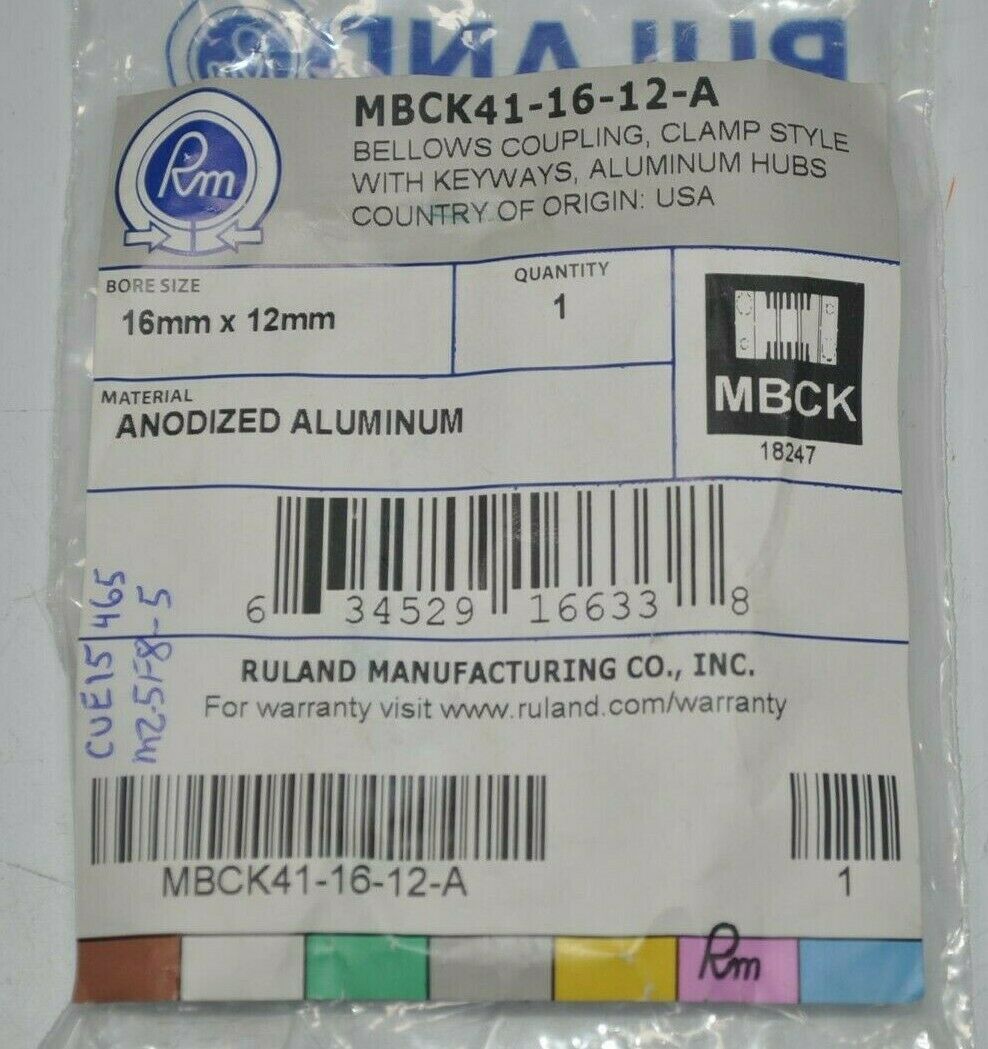 RULAND
Rm
MBCK41-16-12-A
BELLOWS COUPLING, CLAMP STYLE
WITH KEYWAYS, ALUMINUM HUBS
COUNTRY OF ORIGIN: USA
BORE SIZE
16mm x 12mm
QUANTITY
1
MATERIAL
ANODIZED ALUMINUM
MBCK
18247
6 34529 16633 8
CUE15 465
m2-5F8-5
RULAND MANUFACTURING CO., INC.
For warranty visit www.ruland.com/warranty
MBCK41-16-12-A
1
Rm